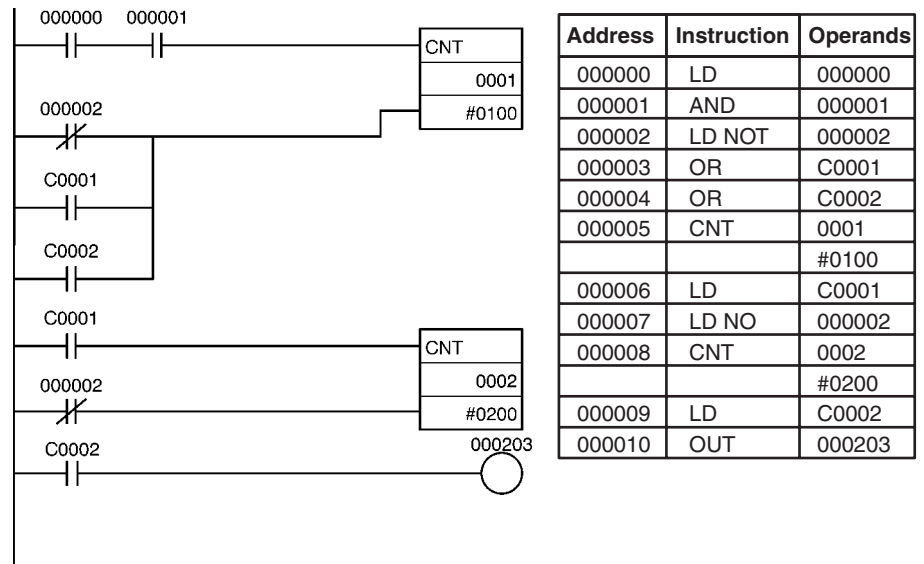 000000 000001
CNT
0001
#0100
000002
C0001
C0002
C0001
CNT
0002
#0200
000002
C0002
000203
Address Instruction Operands
000000 LD 000000
000001 AND 000001
000002 LD NOT 000002
000003 OR C0001
000004 OR C0002
000005 CNT 0001
#0100
000006 LD C0001
000007 LD NO 000002
000008 CNT 0002
#0200
000009 LD C0002
000010 OUT 000203